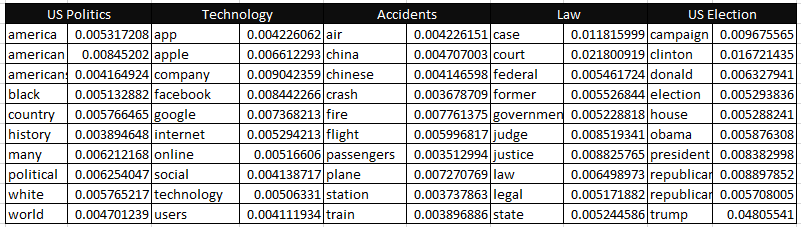 US Politics Technology Accidents Law US Election
america 0.005317208 app 0.004226062 air 0.004226151 case 0.011815999 campaign 0.009675565
american 0.00845202 apple 0.006612293 china 0.004707003 court 0.021800919 clinton 0.016721435
americans 0.004164924 company 0.009042359 chinese 0.004146598 federal 0.005461724 donald 0.006327941
black 0.005132882 facebook 0.008442266 crash 0.003678709 former 0.005526844 election 0.005293836
country 0.005766465 google 0.007368213 fire 0.007761375 governmen 0.005228818 house 0.005288241
history 0.003894648 internet 0.005294213 flight 0.005996817 judge 0.008519341 obama 0.005876308
many 0.006212168 online 0.00516606 passengers 0.003512994 justice 0.008825765 president 0.008382998
political 0.006254047 social 0.004138717 plane 0.007270769 law 0.006498973 republican 0.008897852
white 0.005765217 technology 0.00506331 station 0.003737863 legal 0.005171882 republican 0.005708005
world 0.004701239 users 0.004111934 train 0.003896886 state 0.005244586 trump 0.04805541